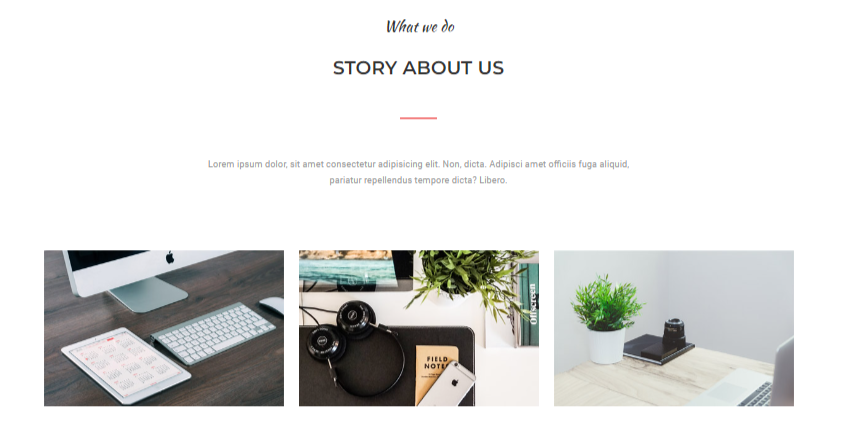 What we do
STORY ABOUT US
Lorem ipsum dolor, sit amet consectetur adipisicing elit. Non, dicta. Adipisci amet officiis fuga aliquid,
pariatur repellendus tempore dicta? Libero.
Offscreen
FIELD
NOTES
iPhone